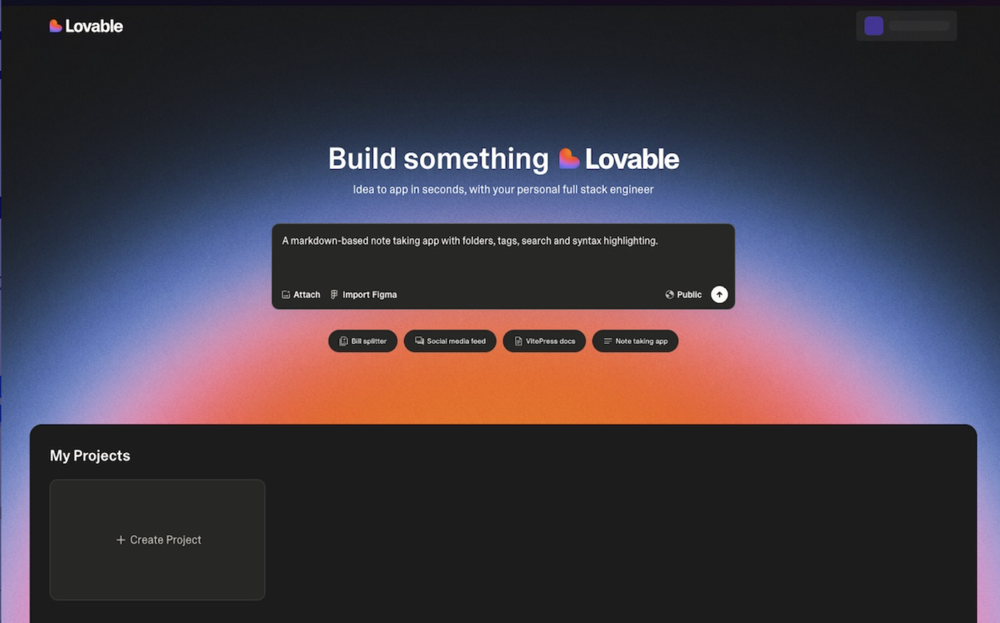 Lovable
Build something Lovable
Idea to app in seconds, with your personal full stack engineer
A markdown-based note taking app with folders, tags, search and syntax highlighting.
Attach Import Figma Public
Bill splitter Social media feed VitePress docs Note taking app
My Projects
+ Create Project